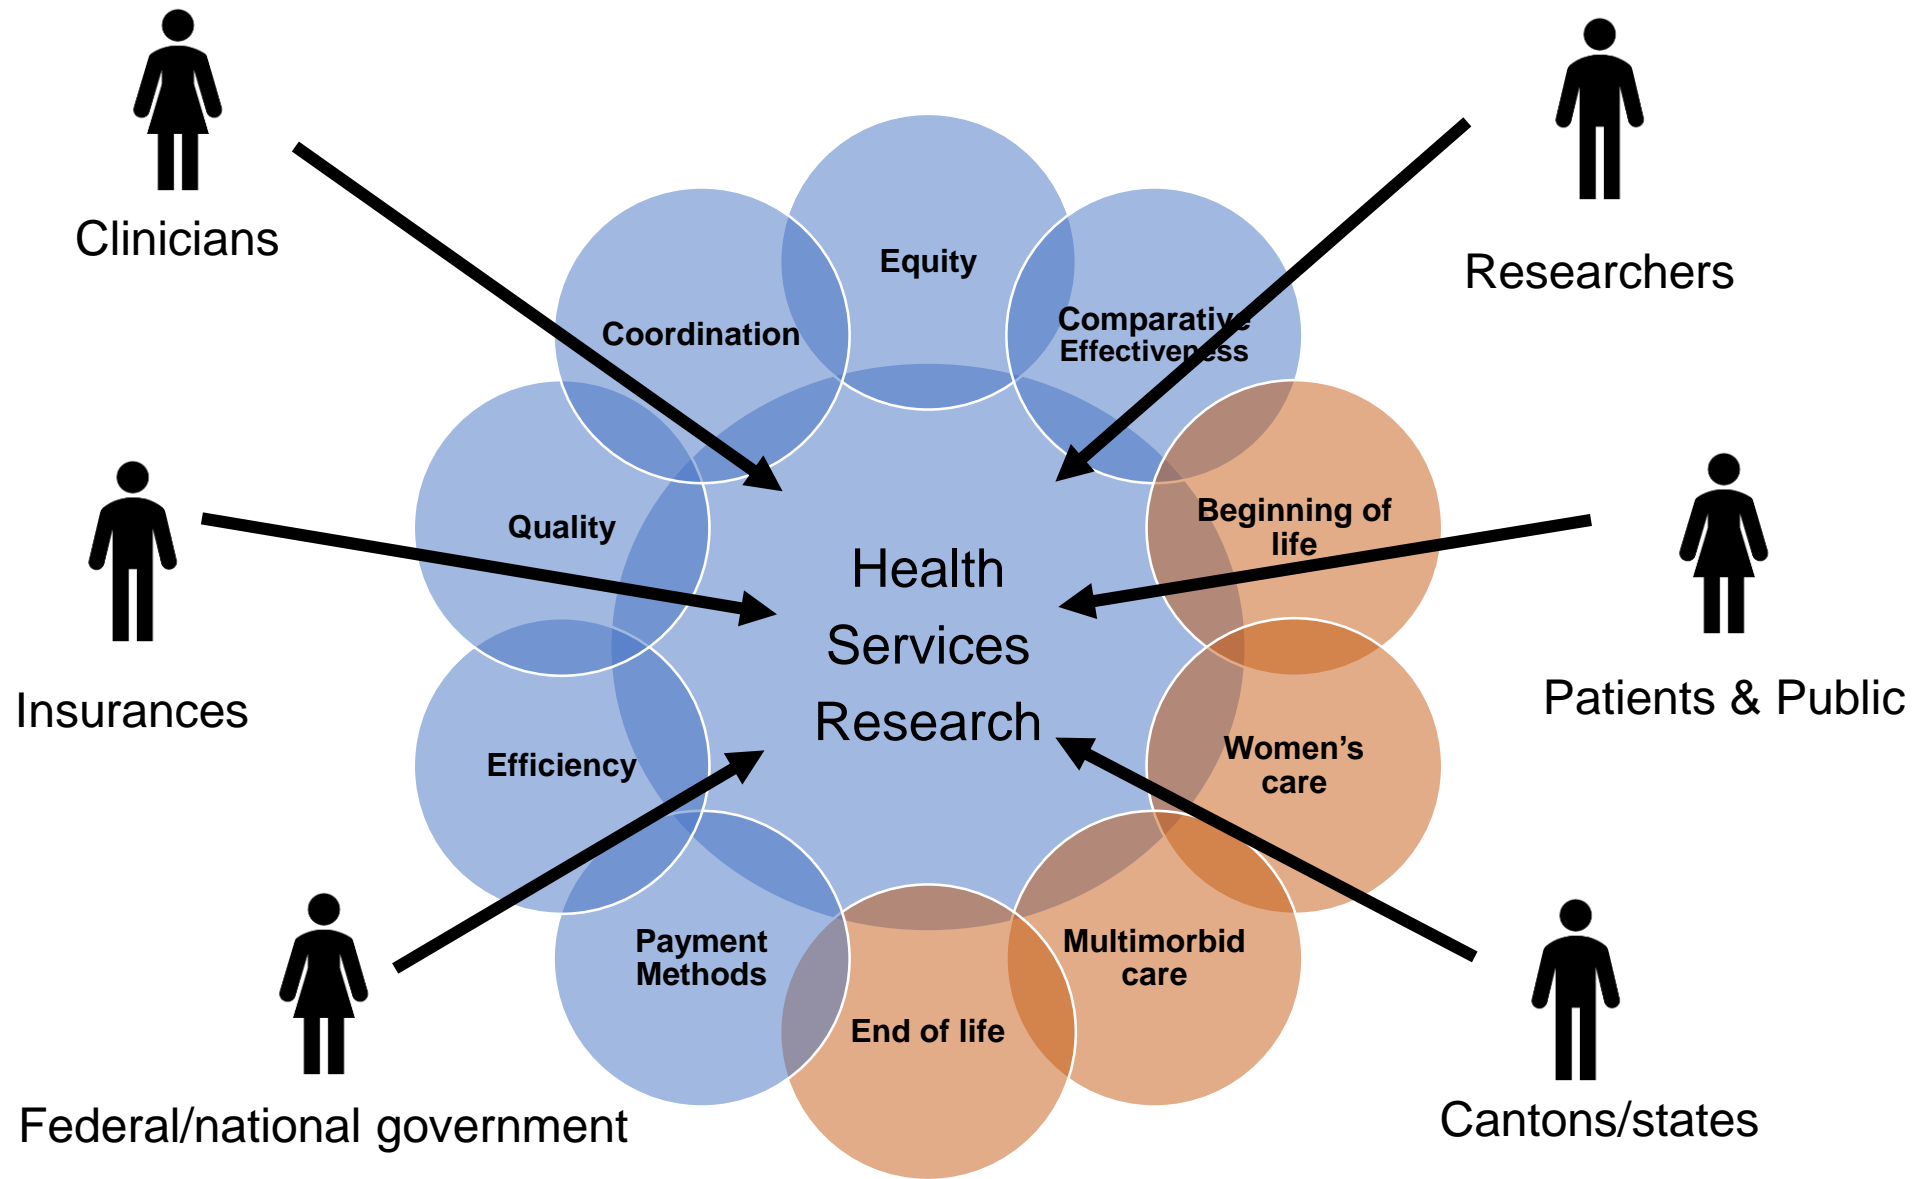 Clinicians
Researchers
Equity
Coordination
Comparative
Effectiveness
Quality
Beginning of
life
Health
Services
Research
Insurances
Patients & Public
Efficiency
Women’s
care
Payment
Methods
Multimorbid
care
End of life
Federal/national government
Cantons/states